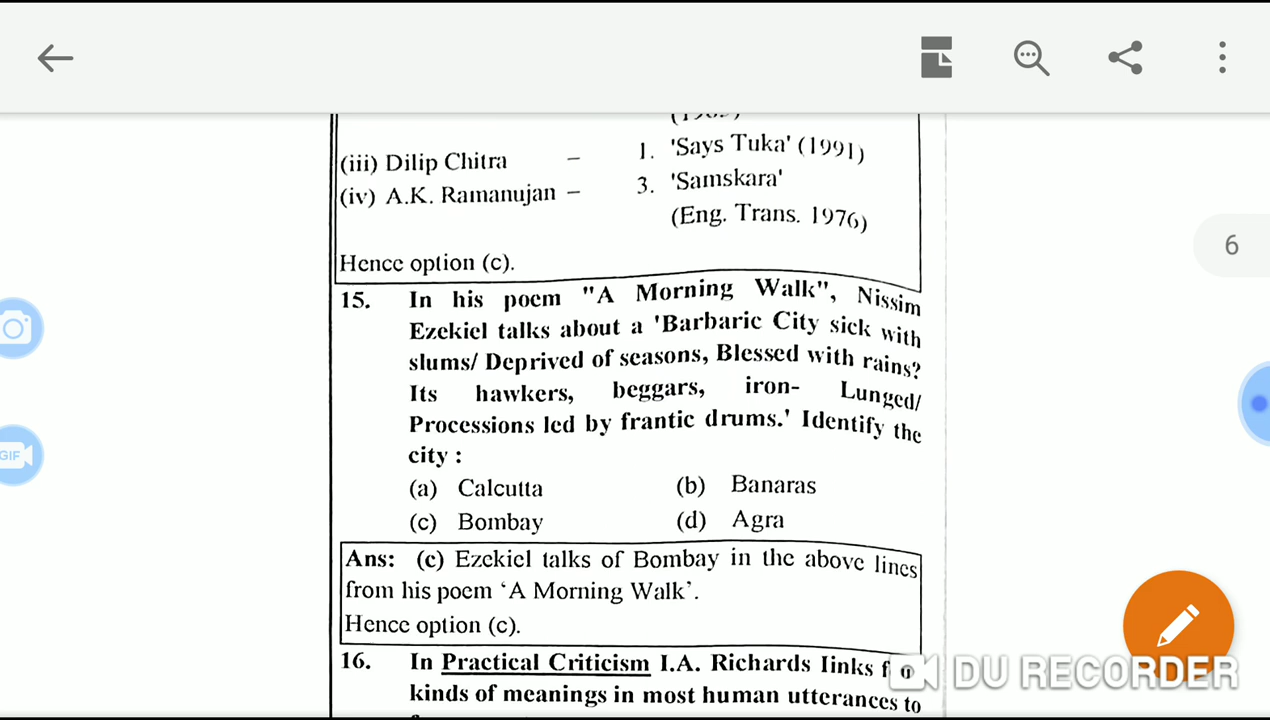 (iii) Dilip Chitra – 1. 'Says Tuka' (1991)
(iv) A.K. Ramanujan – 3. 'Samskara'
(Eng. Trans. 1976)
Hence option (c).
6
15. In his poem "A Morning Walk", Nissim
Ezekiel talks about a 'Barbaric City sick with
slums/ Deprived of seasons, Blessed with rains?
Its hawkers, beggars, iron- Lunged/
Processions led by frantic drums.' Identify the
city :
(a) Calcutta (b) Banaras
(c) Bombay (d) Agra
Ans: (c) Ezekiel talks of Bombay in the above lines
from his poem ‘A Morning Walk’.
Hence option (c).
16. In Practical Criticism I.A. Richards links
kinds of meanings in most human utterances to
GIF
DU RECORDER